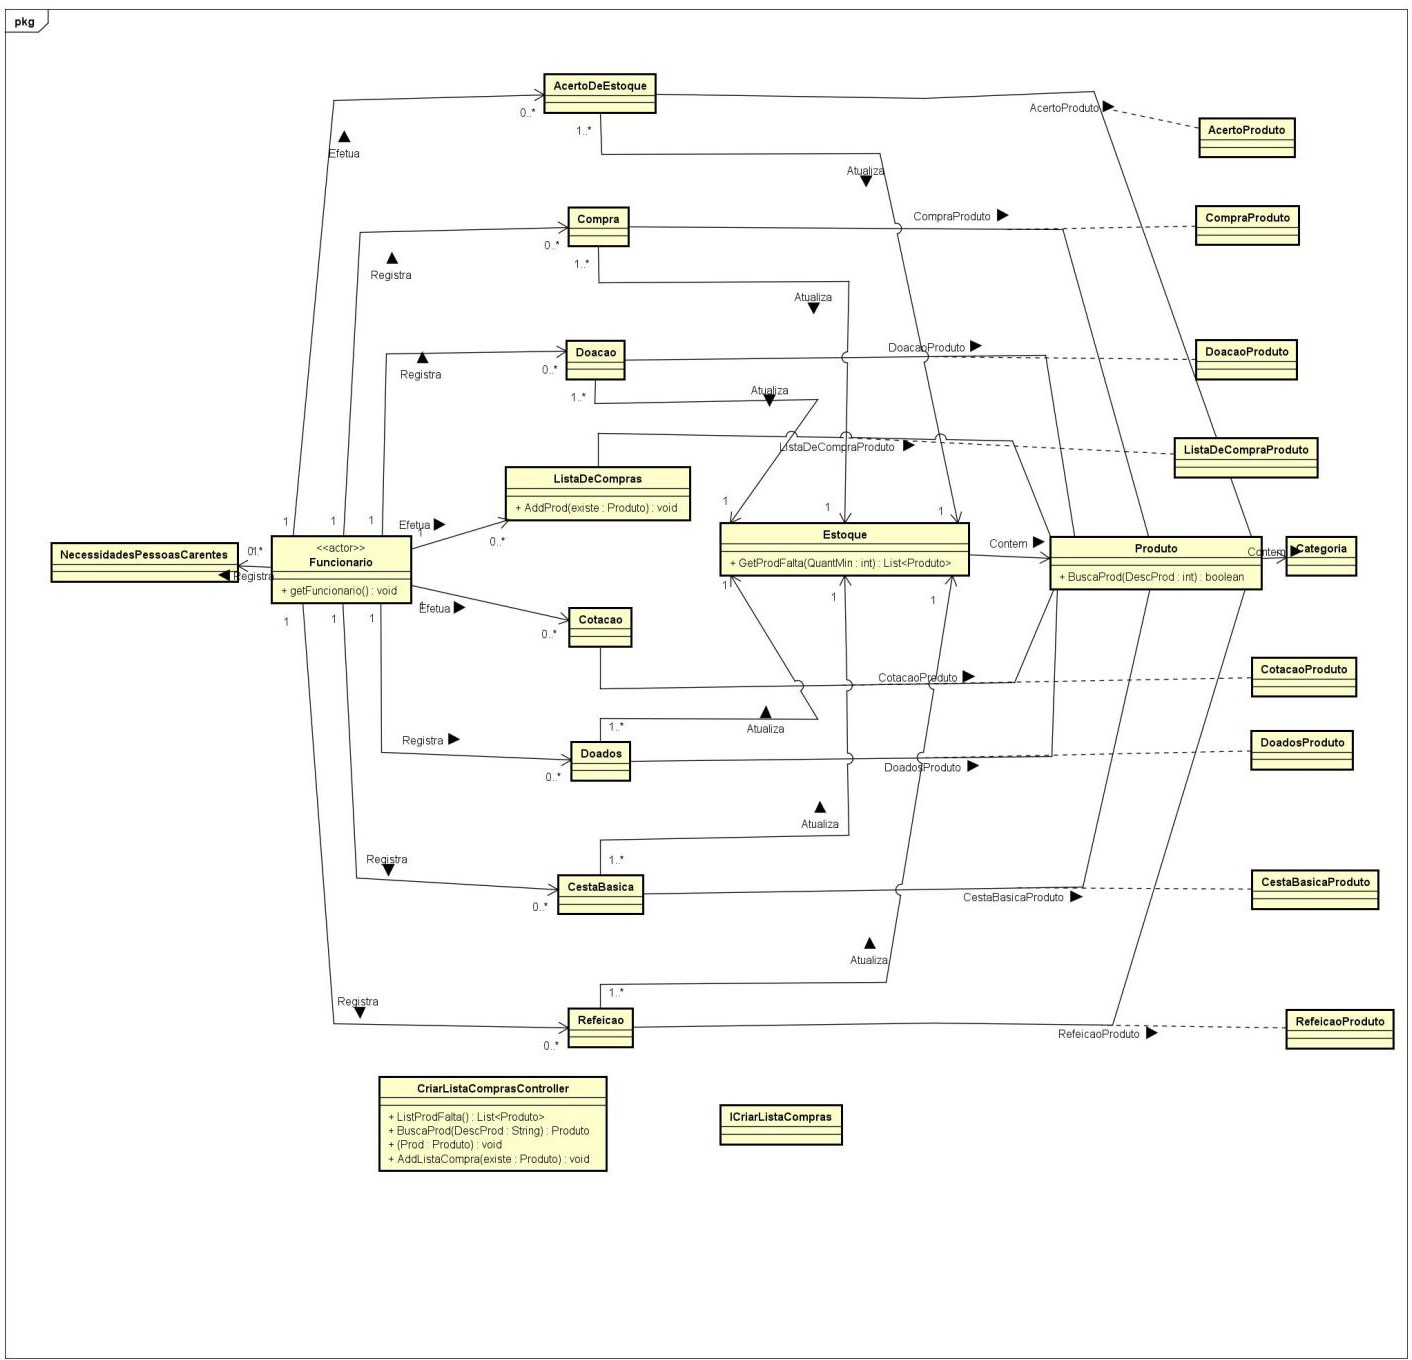 pkg
AcertoDeEstoque
0..*
1..*
AcertoProduto
AcertoProduto
Efetua
Atualiza
Compra
0..*
1..*
CompraProduto
CompraProduto
Registra
Atualiza
Doacao
0..*
1..*
DoacaoProduto
DoacaoProduto
Registra
Atualiza
ListaDeCompraProduto
ListaDeCompraProduto
ListaDeCompras
+ AddProd(existe : Produto) : void
1
1
1
1
1
1
Efetua
1
0..*
NecessidadesPessoasCarentes
0..*
1
Registra
<<actor>>
Funcionario
+ getFuncionario() : void
Estoque
+ GetProdFalta(QuantMin : int) : List<Produto>
Contem
Produto
+ BuscaProd(DescProd : int) : boolean
Contem
Categoria
1
1
1
1
Efetua
0..*
Cotacao
1
1
1
CotacaoProduto
CotacaoProduto
Registra
1..*
Atualiza
Doados
0..*
DoadosProduto
DoadosProduto
Atualiza
Registra
1..*
CestaBasica
0..*
CestaBasicaProduto
CestaBasicaProduto
Atualiza
Registra
1..*
Refeicao
0..*
RefeicaoProduto
RefeicaoProduto
CriarListaComprasController
+ ListProdFalta() : List<Produto>
+ BuscaProd(DescProd : String) : Produto
+ (Prod : Produto) : void
+ AddListaCompra(existe : Produto) : void
ICriarListaCompras